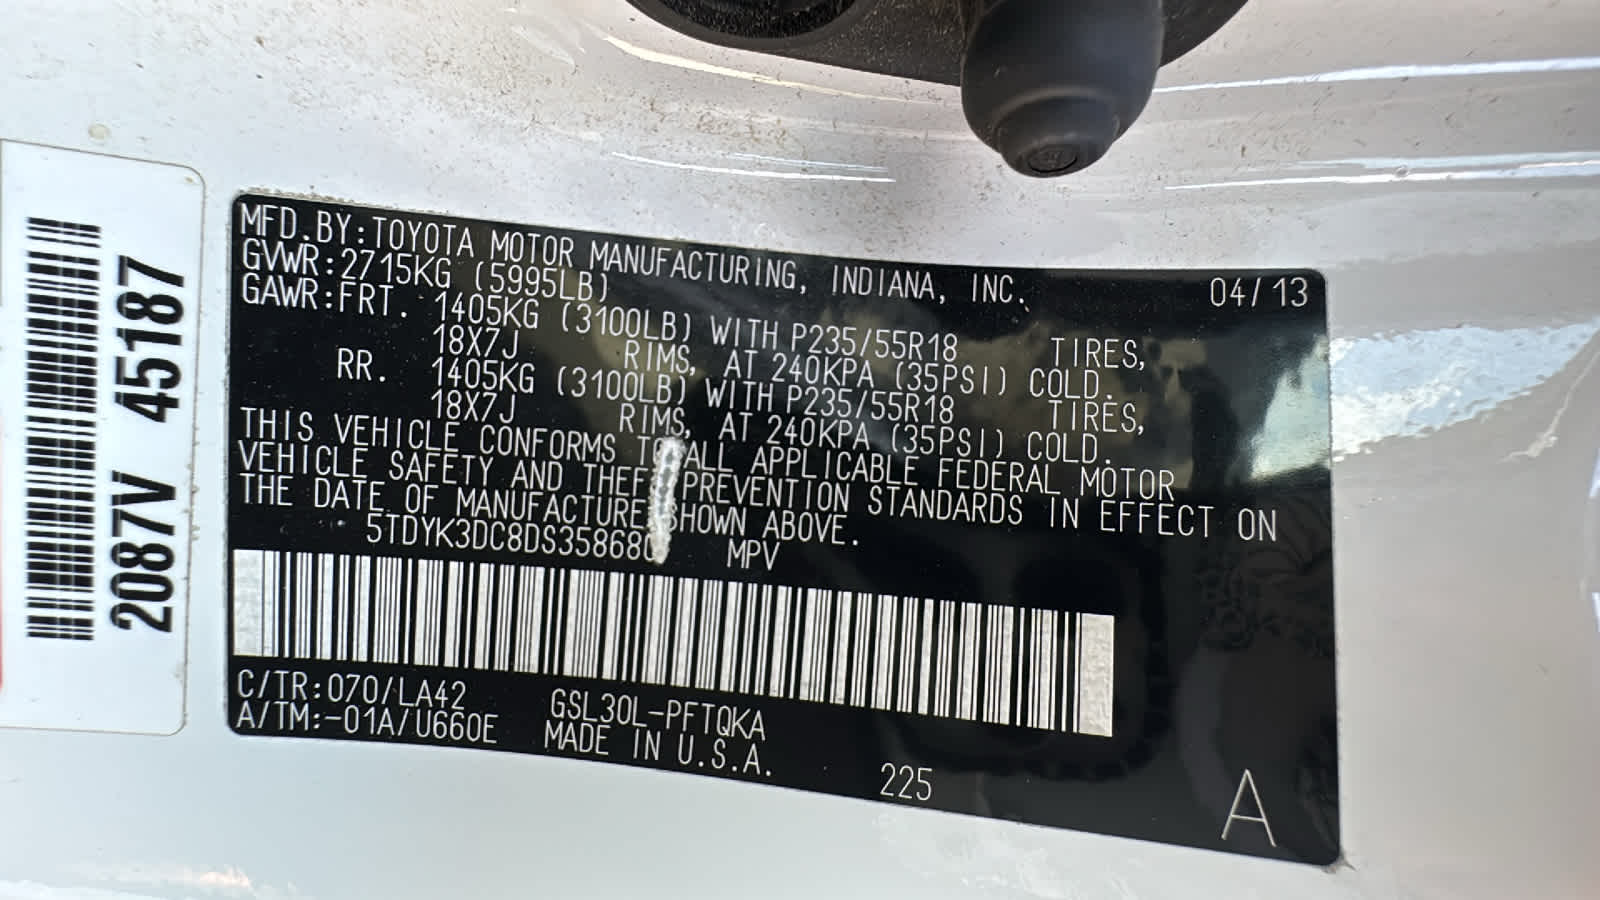 2087V 45187
MFD.BY:TOYOTA MOTOR MANUFACTURING, INDIANA, INC. 04/13
GVWR:2715KG (5995LB)
GAWR:FRT. 1405KG (3100LB) WITH P235/55R18 TIRES,
18X7J RIMS, AT 240KPA (35PSI) COLD.
RR. 1405KG (3100LB) WITH P235/55R18 TIRES,
18X7J RIMS, AT 240KPA (35PSI) COLD.
THIS VEHICLE CONFORMS TO ALL APPLICABLE FEDERAL MOTOR
VEHICLE SAFETY AND THEFT PREVENTION STANDARDS IN EFFECT ON
THE DATE OF MANUFACTURE SHOWN ABOVE.
5TDYK3DC8DS358680 MPV
C/TR:070/LA42 GSL30L-PFTQKA
A/TM:-01A/U660E MADE IN U.S.A.
225
A